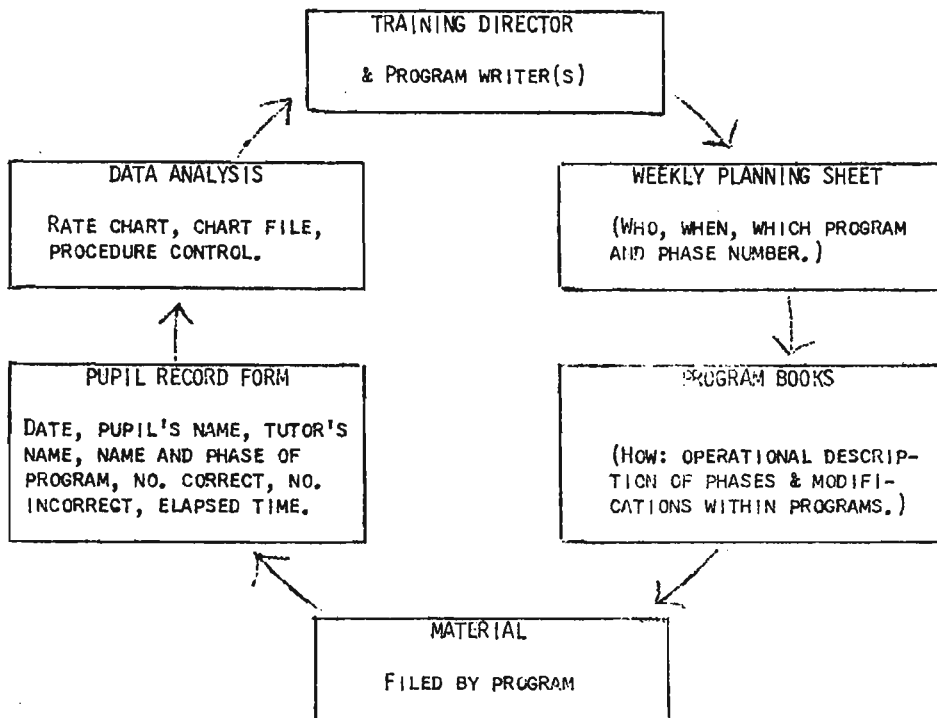 TRAINING DIRECTOR
& PROGRAM WRITER(S)
WEEKLY PLANNING SHEET
(WHO, WHEN, WHICH PROGRAM
AND PHASE NUMBER.)
PROGRAM BOOKS
(HOW: OPERATIONAL DESCRIP-
TION OF PHASES & MODIFI-
CATIONS WITHIN PROGRAMS.)
MATERIAL
FILED BY PROGRAM
PUPIL RECORD FORM
DATE, PUPIL'S NAME, TUTOR'S
NAME, NAME AND PHASE OF
PROGRAM, NO. CORRECT, NO.
INCORRECT, ELAPSED TIME.
DATA ANALYSIS
RATE CHART, CHART FILE,
PROCEDURE CONTROL.